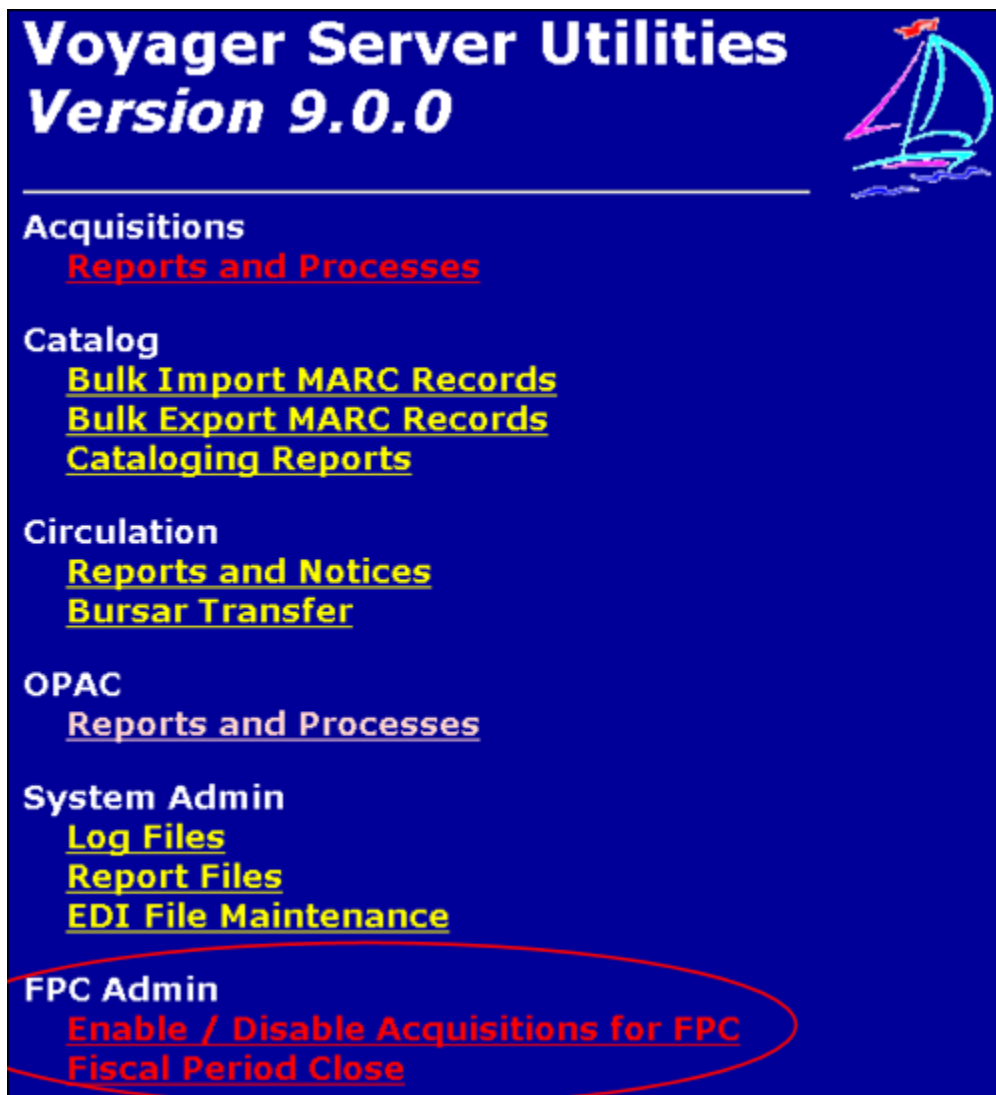 Voyager Server Utilities
Version 9.0.0
Acquisitions
Reports and Processes
Catalog
Bulk Import MARC Records
Bulk Export MARC Records
Cataloging Reports
Circulation
Reports and Notices
Bursar Transfer
OPAC
Reports and Processes
System Admin
Log Files
Report Files
EDI File Maintenance
FPC Admin
Enable / Disable Acquisitions for FPC
Fiscal Period Close